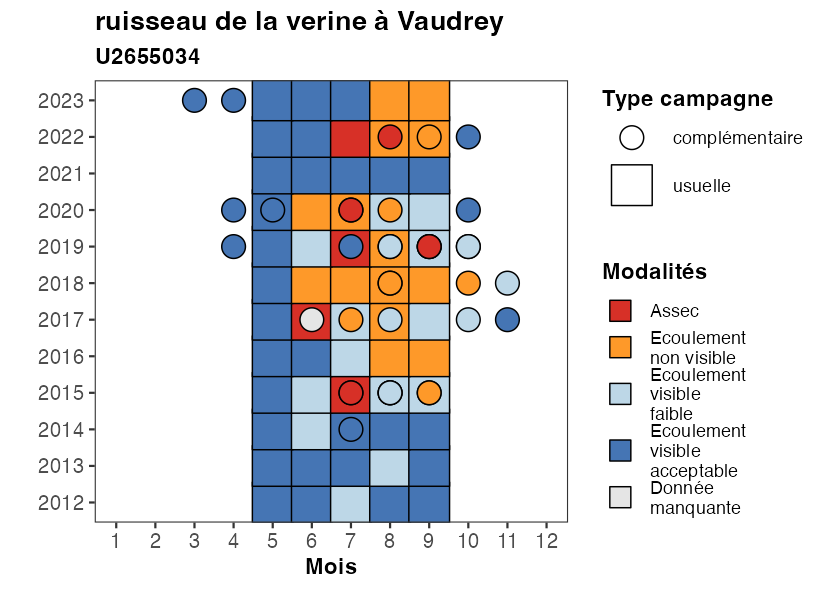 ruisseau de la verine à Vaudrey
U2655034
2023
2022
2021
2020
2019
2018
2017
2016
2015
2014
2013
2012
1 2 3 4 5 6 7 8 9 10 11 12
Mois
Type campagne
complémentaire
usuelle
Modalités
Assec
Ecoulement
non visible
Ecoulement
visible
faible
Ecoulement
visible
acceptable
Donnée
manquante